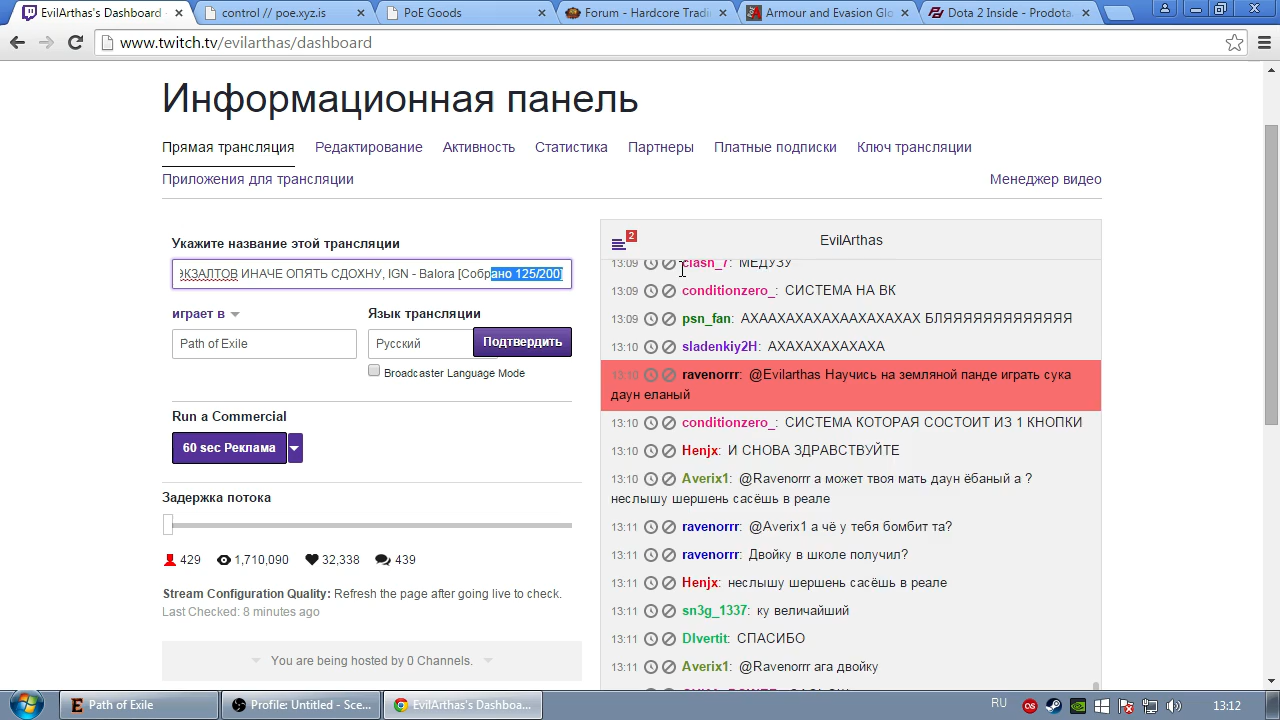 EvilArthas's Dashboard -
control // poe.xyz.is
PoE Goods
Forum - Hardcore Tradi
Armour and Evasion Glo
Dota 2 Inside - Prodota
www.twitch.tv/evilarthas/dashboard
Информационная панель
Прямая трансляция Редактирование Активность Статистика Партнеры Платные подписки Ключ трансляции
Приложения для трансляции Менеджер видео
Укажите название этой трансляции
ЭКЗАЛТОВ ИНАЧЕ ОПЯТЬ СДОХНУ, IGN - Balora [Собрано 125/200]
играет в Язык трансляции
Path of Exile Русский Подтвердить
Broadcaster Language Mode
Run a Commercial
60 sec Реклама
Задержка потока
429 1,710,090 32,338 439
Stream Configuration Quality: Refresh the page after going live to check.
Last Checked: 8 minutes ago
You are being hosted by 0 Channels.
2 EvilArthas
13:09 clash_7: МЕДУЗУ
13:09 conditionzero_: СИСТЕМА НА ВК
13:09 psn_fan: АХААХАХАХАХААХАХАХАХ БЛЯЯЯЯЯЯЯЯЯЯЯЯЯ
13:10 sladenkiy2H: АХАХАХАХАХАХА
13:10 ravenorrr: @Evilarthas Научись на земляной панде играть сука
даун еланый
13:10 conditionzero_: СИСТЕМА КОТОРАЯ СОСТОИТ ИЗ 1 КНОПКИ
13:10 Henjx: И СНОВА ЗДРАВСТВУЙТЕ
13:10 Averix1: @Ravenorrr а может твоя мать даун ёбаный а ?
неслышу шершень сасёшь в реале
13:11 ravenorrr: @Averix1 а чё у тебя бомбит та?
13:11 ravenorrr: Двойку в школе получил?
13:11 Henjx: неслышу шершень сасёшь в реале
13:11 sn3g_1337: ку величайший
13:11 DIvertit: СПАСИБО
13:11 Averix1: @Ravenorrr ага двойку
Path of Exile
Profile: Untitled - Sce...
EvilArthas's Dashboa...
RU
13:12